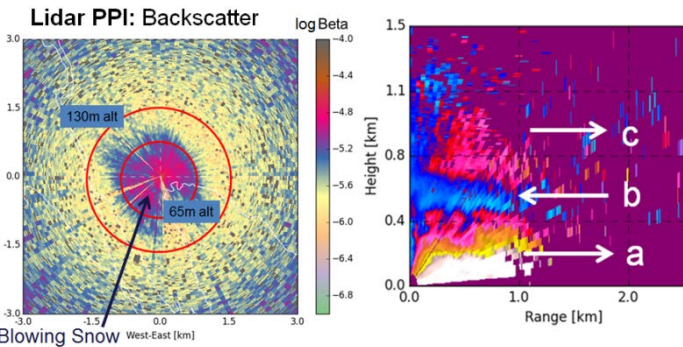 Lidar PPI: Backscatter
log Beta
3.0
1.5
0.0
-1.5
-3.0
130m alt
65m alt
-3.0
-1.5
0.0
1.5
3.0
West-East [km]
Blowing Snow
-4.0
-4.4
-4.8
-5.2
-5.6
-6.0
-6.4
-6.8
1.5
1.1
0.8
0.4
0.0
Height [km]
c
b
a
0.0
1.0
2.0
Range [km]